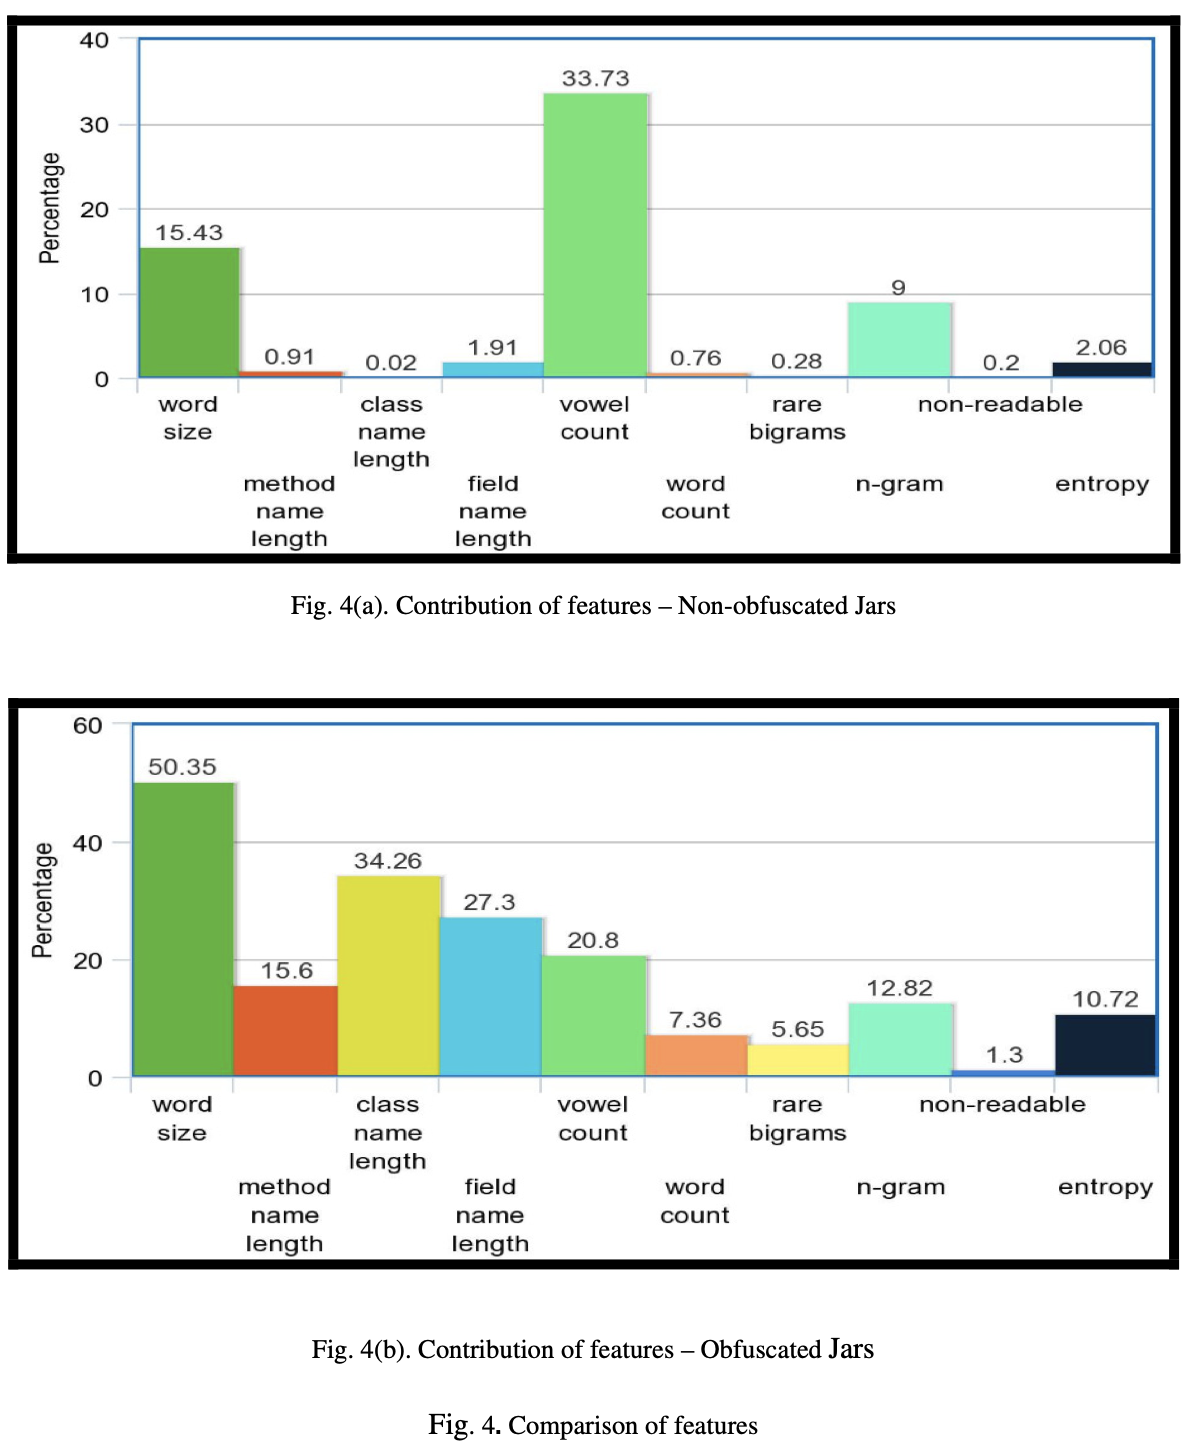 40
33.73
30
Percentage
20
15.43
10
9
0.91
0.02
1.91
0.76
0.28
0.2
2.06
0
word
size
method
name
length
class
name
length
field
name
length
vowel
count
word
count
rare
bigrams
n-gram
non-readable
entropy
Fig. 4(a). Contribution of features – Non-obfuscated Jars
60
50.35
40
Percentage
34.26
27.3
20.8
20
15.6
7.36
5.65
12.82
1.3
10.72
0
word
size
method
name
length
class
name
length
field
name
length
vowel
count
word
count
rare
bigrams
n-gram
non-readable
entropy
Fig. 4(b). Contribution of features – Obfuscated Jars
Fig. 4. Comparison of features